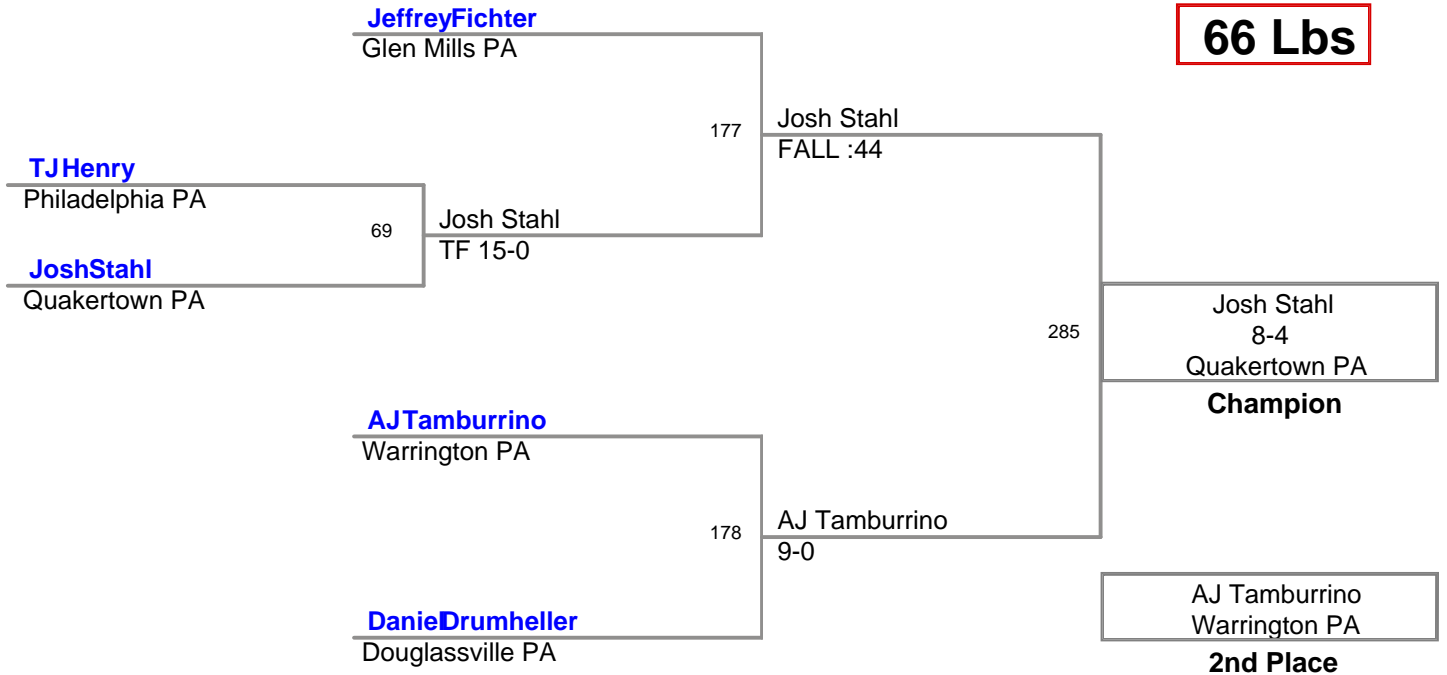 JeffreyFichter
Glen Mills PA
66 Lbs
177
Josh Stahl
FALL :44
TJHenry
Philadelphia PA
69
Josh Stahl
TF 15-0
JoshStahl
Quakertown PA
285
Josh Stahl
8-4
Quakertown PA
Champion
AJTamburrino
Warrington PA
178
AJ Tamburrino
9-0
DanielDrumheller
Douglassville PA
AJ Tamburrino
Warrington PA
2nd Place